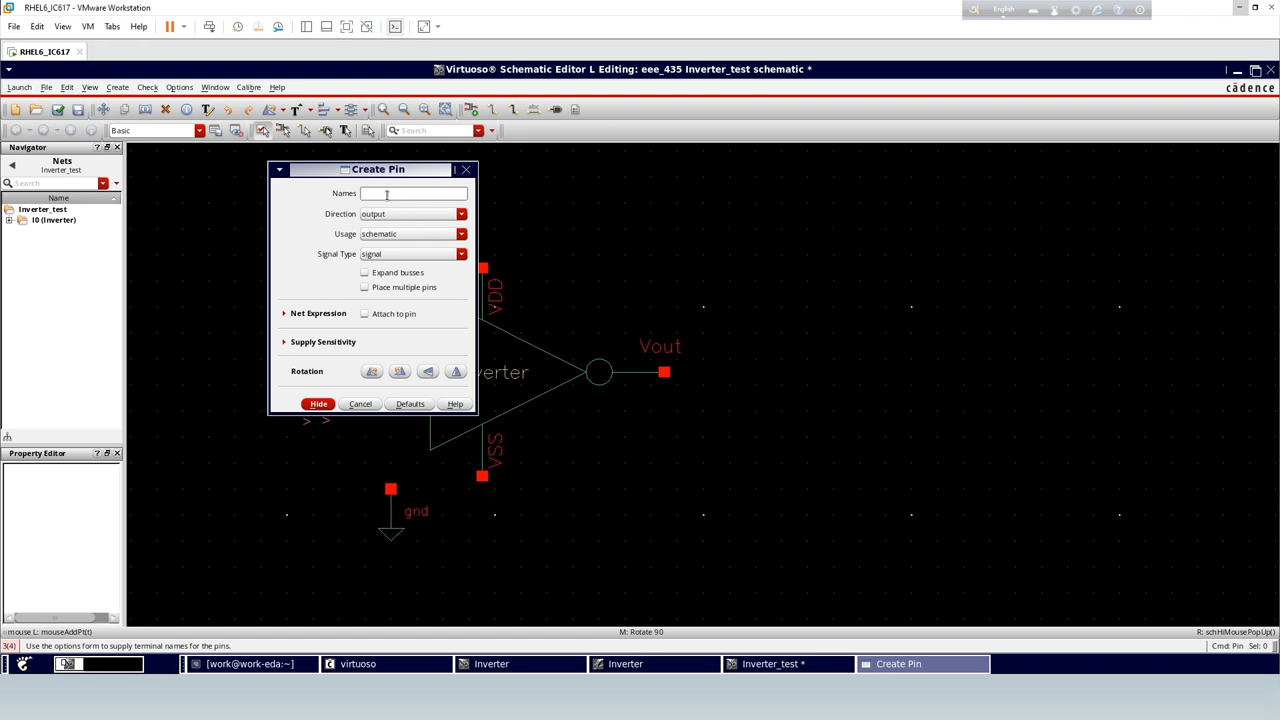 RHEL6_IC617 - VMware Workstation
English
File Edit View VM Tabs Help
RHEL6_IC617
Virtuoso® Schematic Editor L Editing: eee_435 Inverter_test schematic *
Launch File Edit View Create Check Options Window Calibre Help
cādence
Basic
Search
Navigator
Nets
Inverter_test
Search
Name
Inverter_test
I0 (Inverter)
Property Editor
Create Pin
Names
Direction output
Usage schematic
Signal Type signal
Expand busses
Place multiple pins
Net Expression Attach to pin
Supply Sensitivity
Rotation
Hide Cancel Defaults Help
VDD
Vout
verter
VSS
gnd
mouse L: mouseAddPt(t) M: Rotate 90 R: schHiMousePopUp()
3(4) Use the options form to supply terminal names for the pins. Cmd: Pin Sel: 0
[work@work-eda:~] virtuoso Inverter Inverter Inverter_test * Create Pin